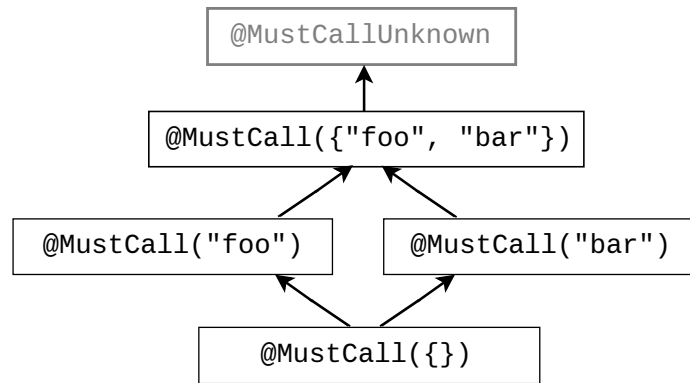 @MustCallUnknown
@MustCall({"foo", "bar"})
@MustCall("foo")
@MustCall("bar")
@MustCall({})